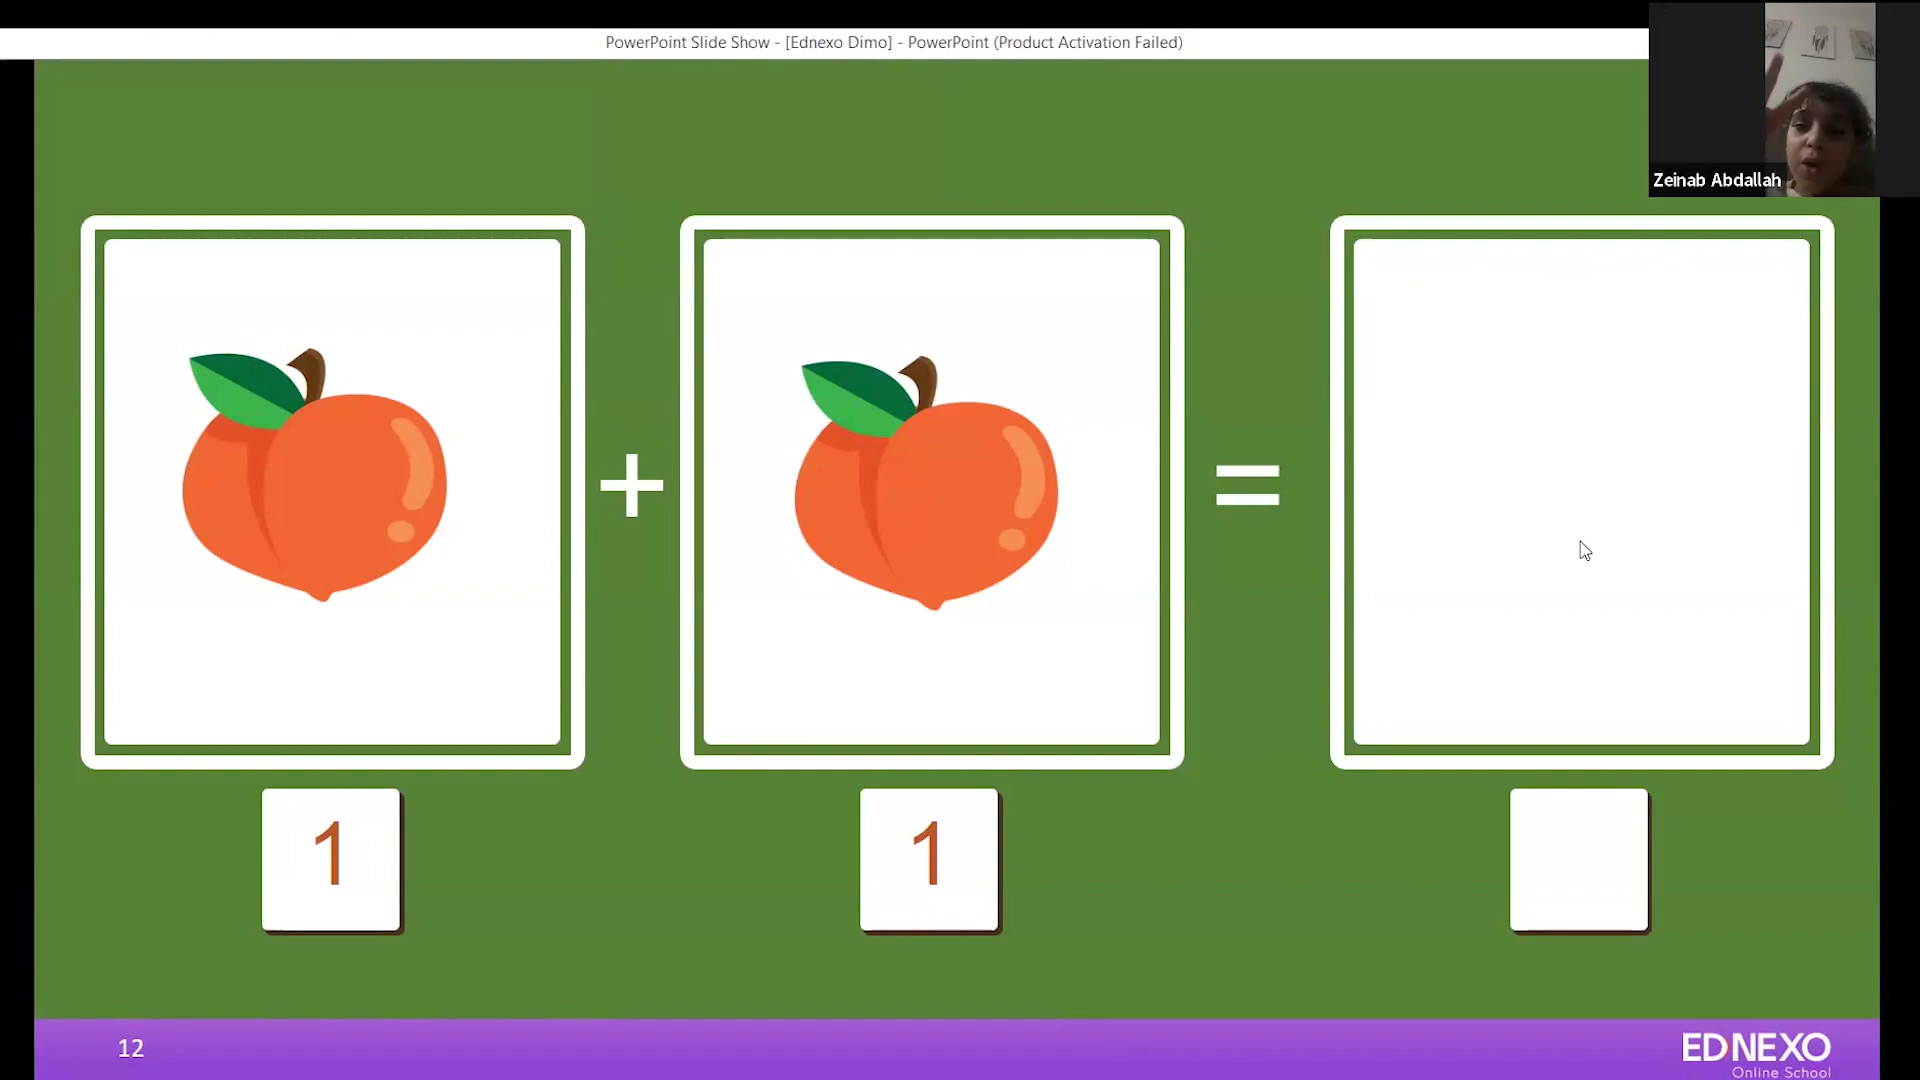 PowerPoint Slide Show - [Ednexo Dimo] - PowerPoint (Product Activation Failed)
Zeinab Abdallah
+
=
1
1
12
EDNEXO
Online School